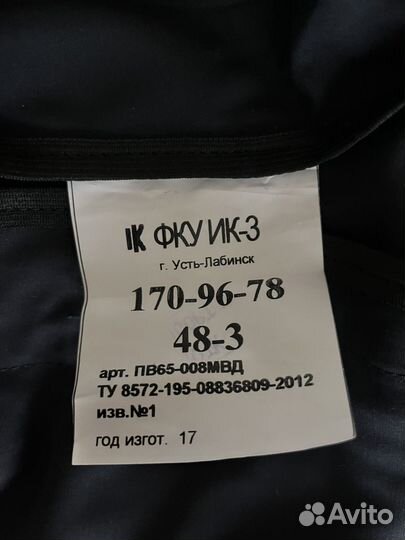 IK ФКУ ИК-3
г. Усть-Лабинск
170-96-78
48-3
арт. ПВ65-008МВД
ТУ 8572-195-08836809-2012
изв.№1
год изгот. 17
Avito